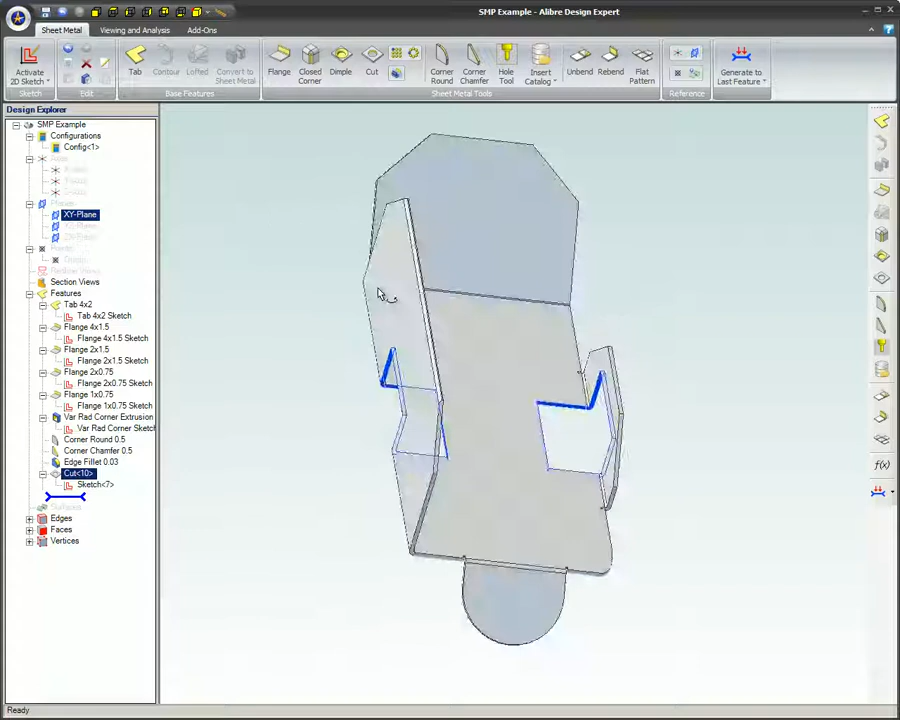 SMP Example - Alibre Design Expert
Sheet Metal Viewing and Analysis Add-Ons
Activate 2D Sketch
Tab Contour Lofted Convert to Sheet Metal
Flange Closed Corner Dimple Cut
Corner Round Corner Chamfer Hole Tool Insert Catalog
Unbend Rebend Flat Pattern
Generate to Last Feature
Sketch Edit Base Features Sheet Metal Tools Reference
Design Explorer
SMP Example
Configurations
Config<1>
Planes
XY-Plane
Section Views
Features
Tab 4x2
Tab 4x2 Sketch
Flange 4x1.5
Flange 4x1.5 Sketch
Flange 2x1.5
Flange 2x1.5 Sketch
Flange 2x0.75
Flange 2x0.75 Sketch
Flange 1x0.75
Flange 1x0.75 Sketch
Var Rad Corner Extrusion
Var Rad Corner Sketch
Corner Round 0.5
Corner Chamfer 0.5
Edge Fillet 0.03
Cut<10>
Sketch<7>
Edges
Faces
Vertices
f(x)
Ready